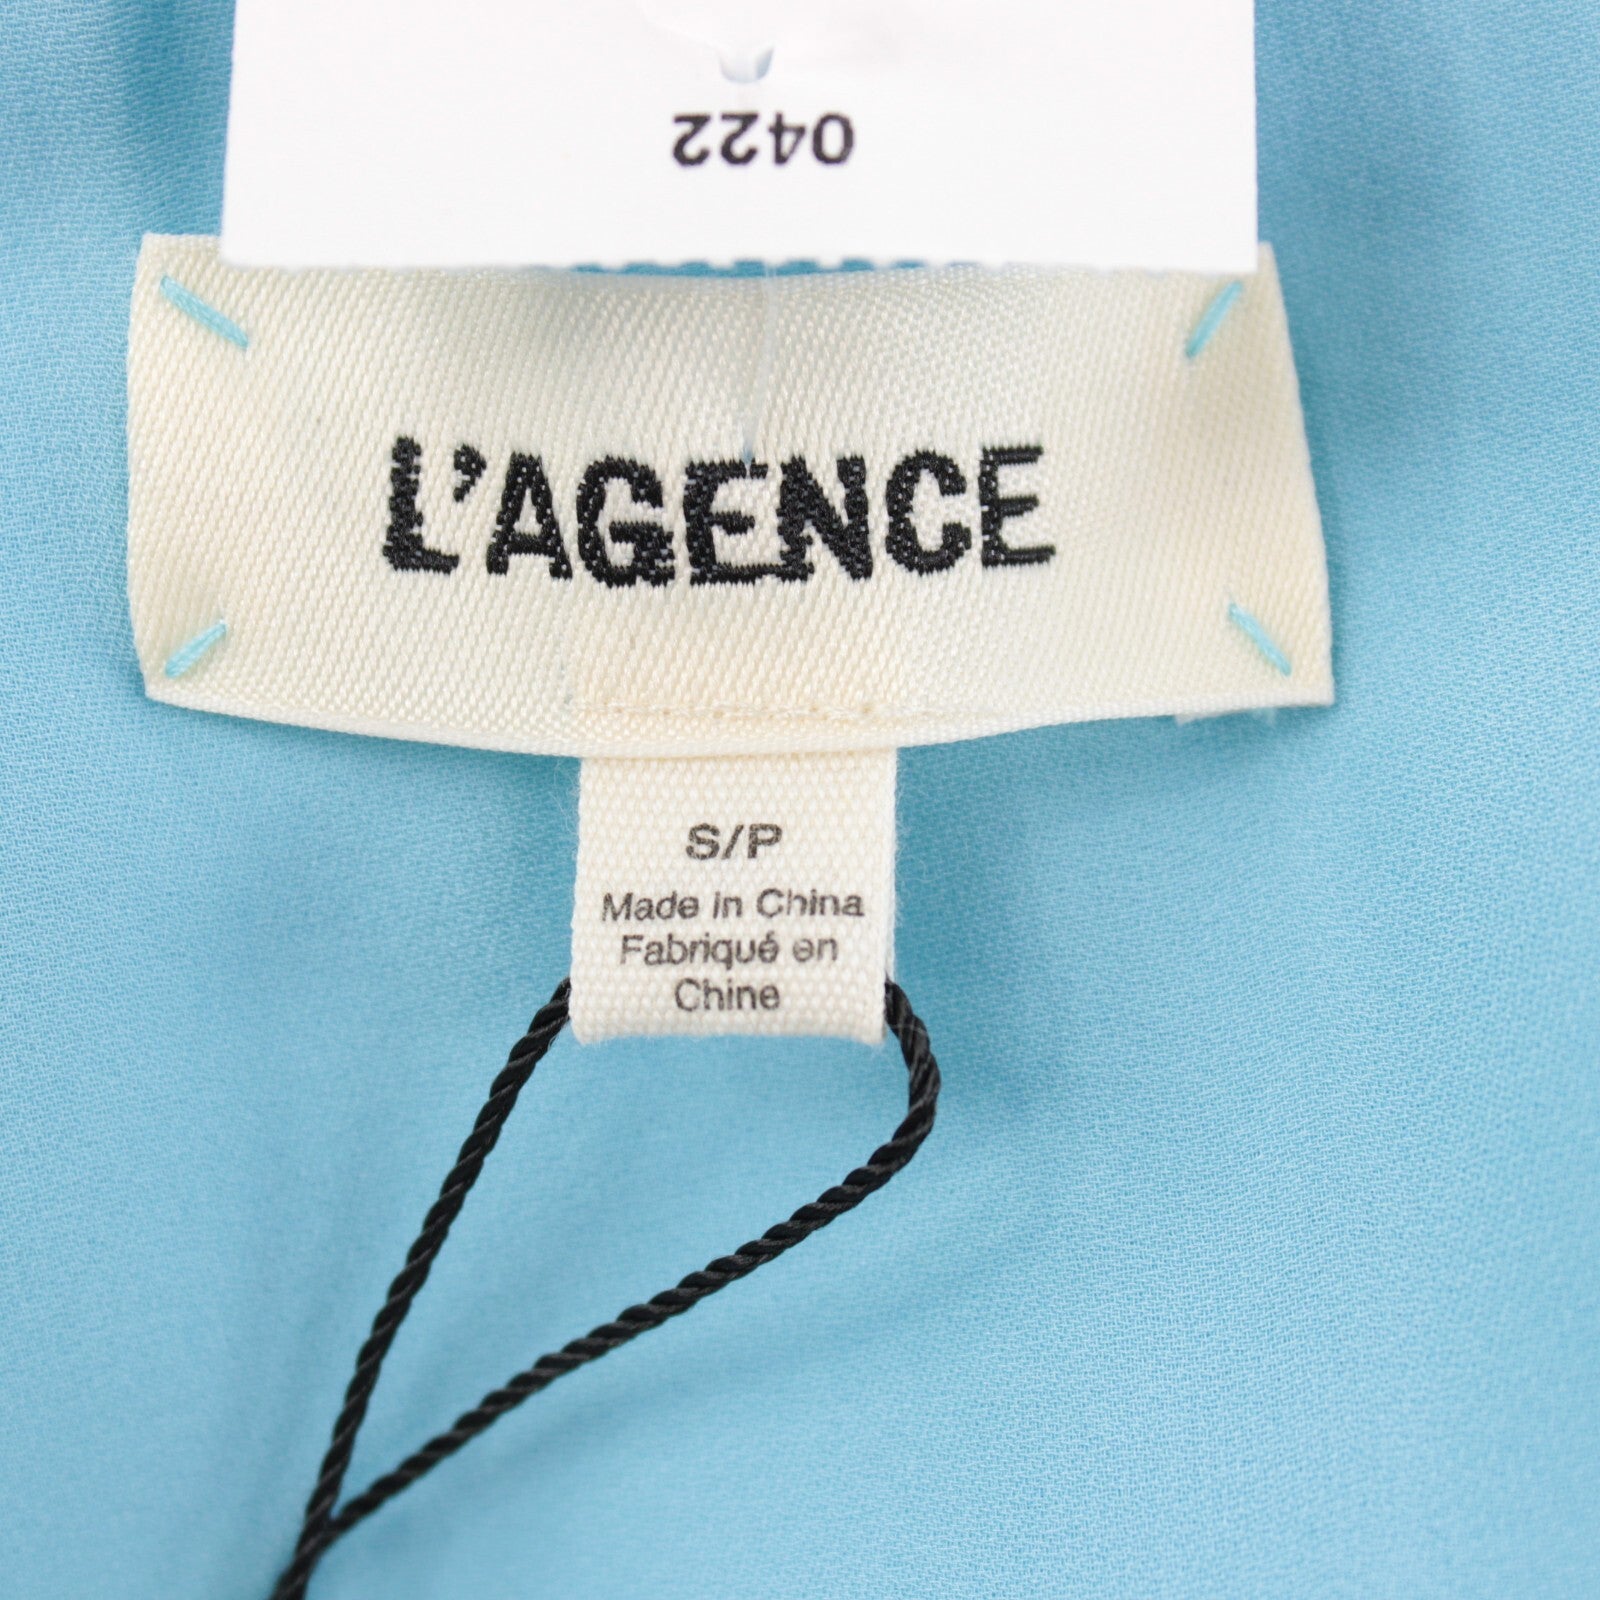 0422
L'AGENCE
S/P
Made in China
Fabriqué en
Chine